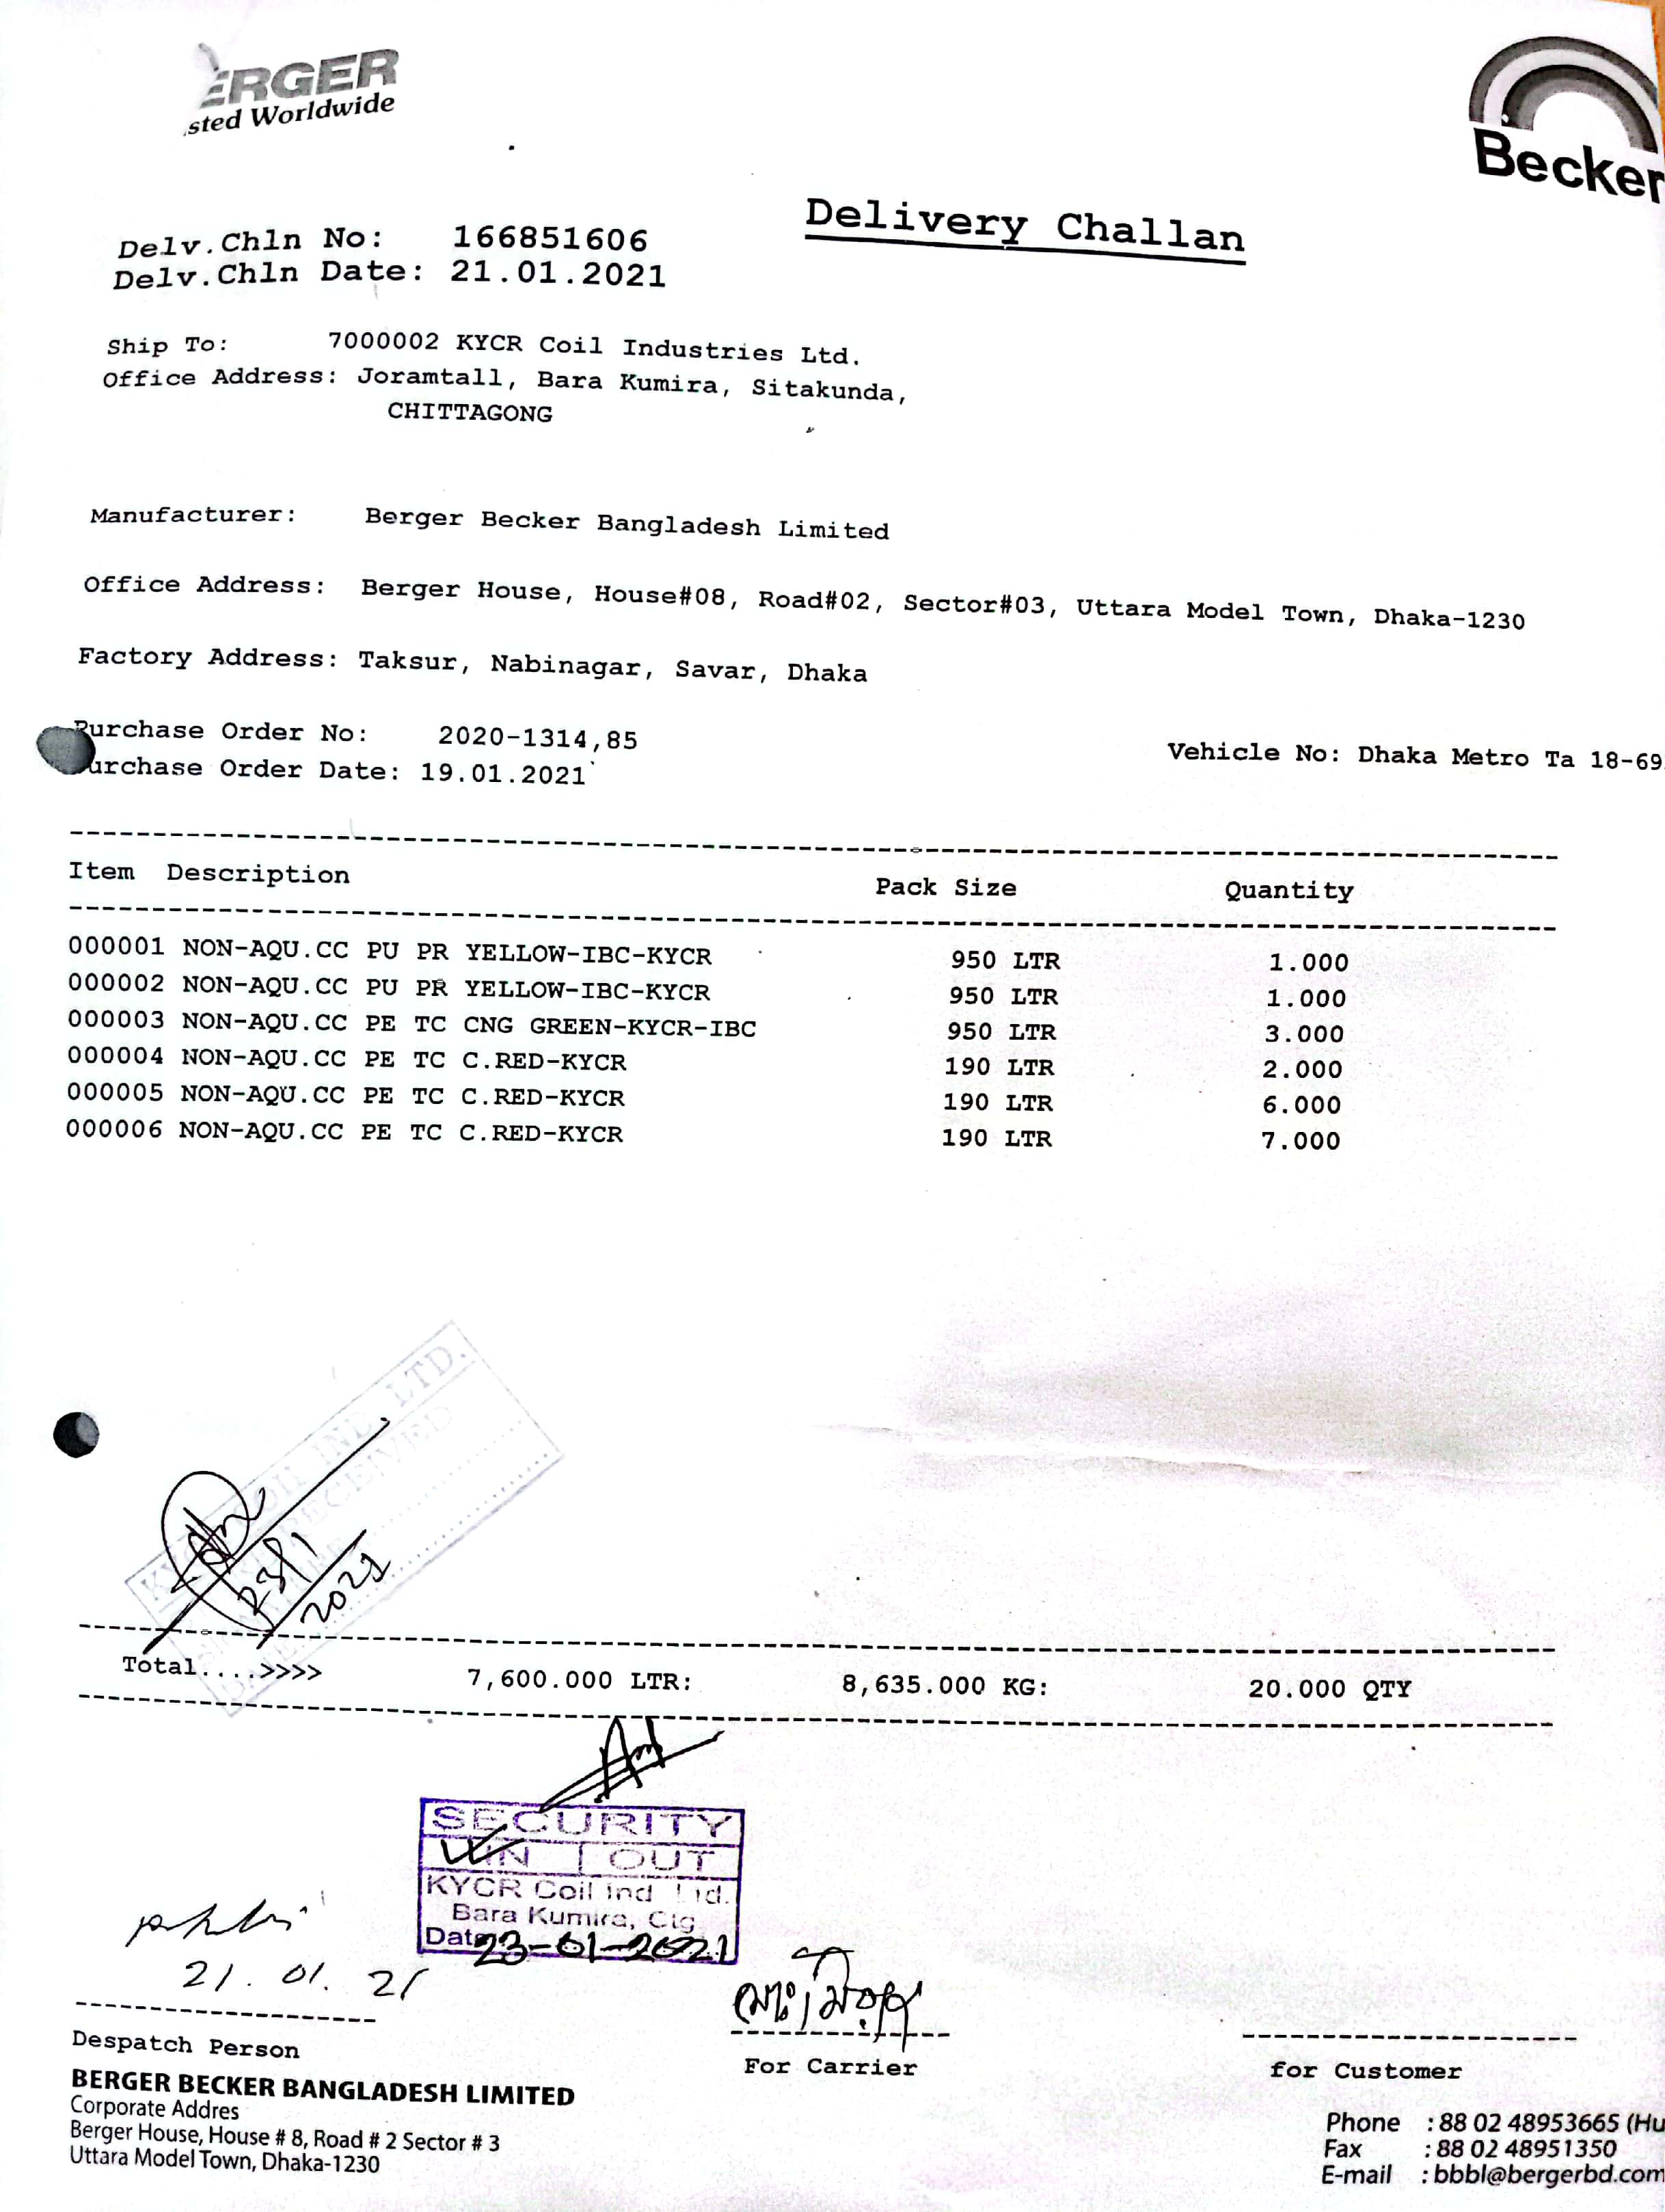 ERGER
sted Worldwide
Becker
Delivery Challan
Delv.Chln No: 166851606
Delv.Chln Date: 21.01.2021
Ship To: 7000002 KYCR Coil Industries Ltd.
Office Address: Joramtall, Bara Kumira, Sitakunda,
CHITTAGONG
Manufacturer: Berger Becker Bangladesh Limited
Office Address: Berger House, House#08, Road#02, Sector#03, Uttara Model Town, Dhaka-1230
Factory Address: Taksur, Nabinagar, Savar, Dhaka
Purchase Order No: 2020-1314,85
urchase Order Date: 19.01.2021
Vehicle No: Dhaka Metro Ta 18-69
Item Description Pack Size Quantity
000001 NON-AQU.CC PU PR YELLOW-IBC-KYCR 950 LTR 1.000
000002 NON-AQU.CC PU PR YELLOW-IBC-KYCR 950 LTR 1.000
000003 NON-AQU.CC PE TC CNG GREEN-KYCR-IBC 950 LTR 3.000
000004 NON-AQU.CC PE TC C.RED-KYCR 190 LTR 2.000
000005 NON-AQU.CC PE TC C.RED-KYCR 190 LTR 6.000
000006 NON-AQU.CC PE TC C.RED-KYCR 190 LTR 7.000
KYCR COIL IND. LTD.
RECEIVED
23/1
2021
Total....>>>> 7,600.000 LTR: 8,635.000 KG: 20.000 QTY
SECURITY
IN OUT
KYCR Coil Ind Ltd.
Bara Kumira, Ctg
Date 23-01-2021
21.01.21
Despatch Person
For Carrier
for Customer
BERGER BECKER BANGLADESH LIMITED
Corporate Addres
Berger House, House # 8, Road # 2 Sector # 3
Uttara Model Town, Dhaka-1230
Phone : 88 02 48953665 (Hu
Fax : 88 02 48951350
E-mail : bbbl@bergerbd.com